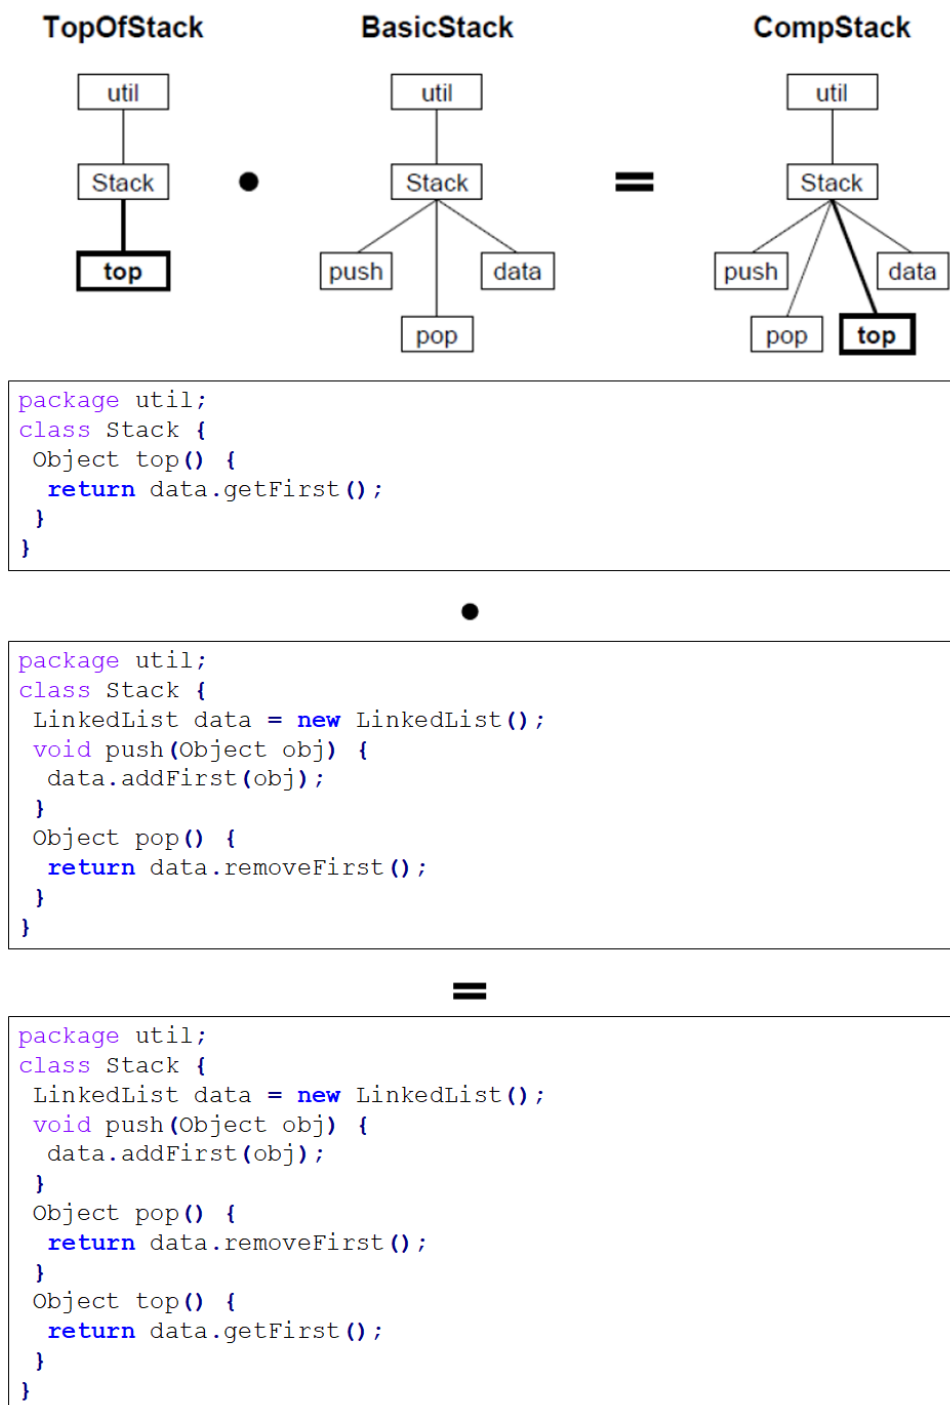 TopOfStack BasicStack CompStack
util util util
Stack • Stack = Stack
top push data push data
pop pop top
package util;
class Stack {
Object top() {
return data.getFirst();
}
}
•
package util;
class Stack {
LinkedList data = new LinkedList();
void push(Object obj) {
data.addFirst(obj);
}
Object pop() {
return data.removeFirst();
}
}
=
package util;
class Stack {
LinkedList data = new LinkedList();
void push(Object obj) {
data.addFirst(obj);
}
Object pop() {
return data.removeFirst();
}
Object top() {
return data.getFirst();
}
}